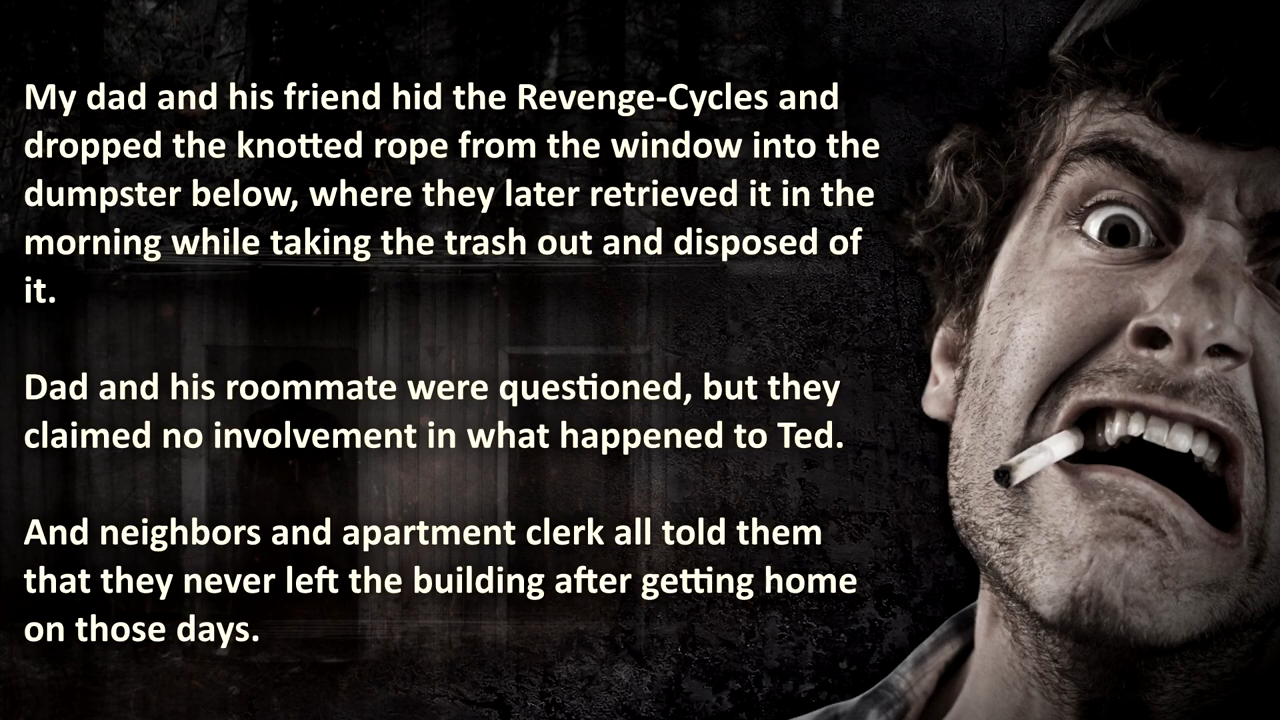 My dad and his friend hid the Revenge-Cycles and
dropped the knotted rope from the window into the
dumpster below, where they later retrieved it in the
morning while taking the trash out and disposed of
it.
Dad and his roommate were questioned, but they
claimed no involvement in what happened to Ted.
And neighbors and apartment clerk all told them
that they never left the building after getting home
on those days.